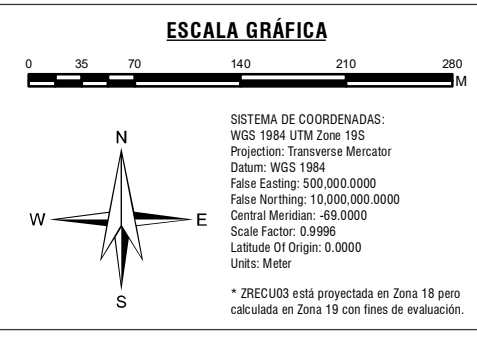 ESCALA GRÁFICA
0 35 70 140 210 280
M
N
W E
S
SISTEMA DE COORDENADAS:
WGS 1984 UTM Zone 19S
Projection: Transverse Mercator
Datum: WGS 1984
False Easting: 500,000.0000
False Northing: 10,000,000.0000
Central Meridian: -69.0000
Scale Factor: 0.9996
Latitude Of Origin: 0.0000
Units: Meter
* ZRECU03 está proyectada en Zona 18 pero
calculada en Zona 19 con fines de evaluación.